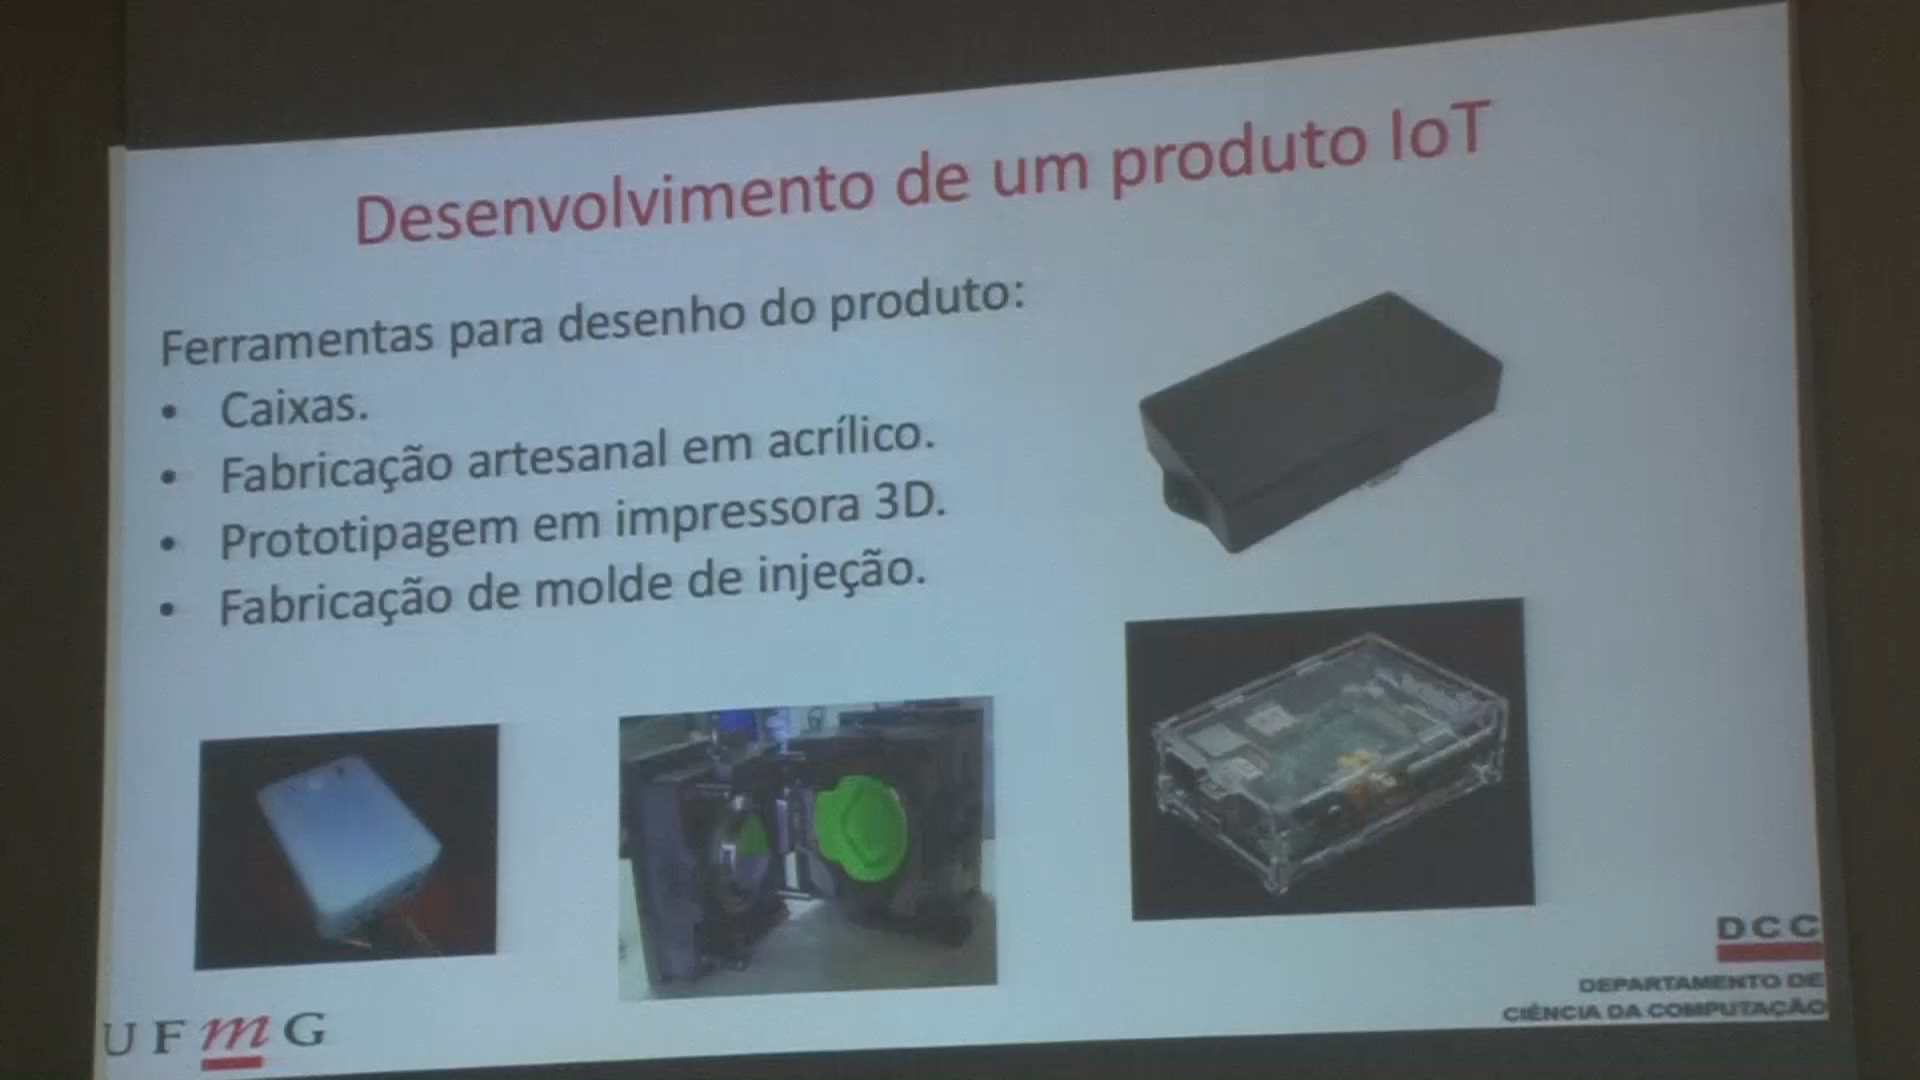 Desenvolvimento de um produto IoT
Ferramentas para desenho do produto:
• Caixas.
• Fabricação artesanal em acrílico.
• Prototipagem em impressora 3D.
• Fabricação de molde de injeção.
UFmG
DCC
DEPARTAMENTO DE
CIÊNCIA DA COMPUTAÇÃO